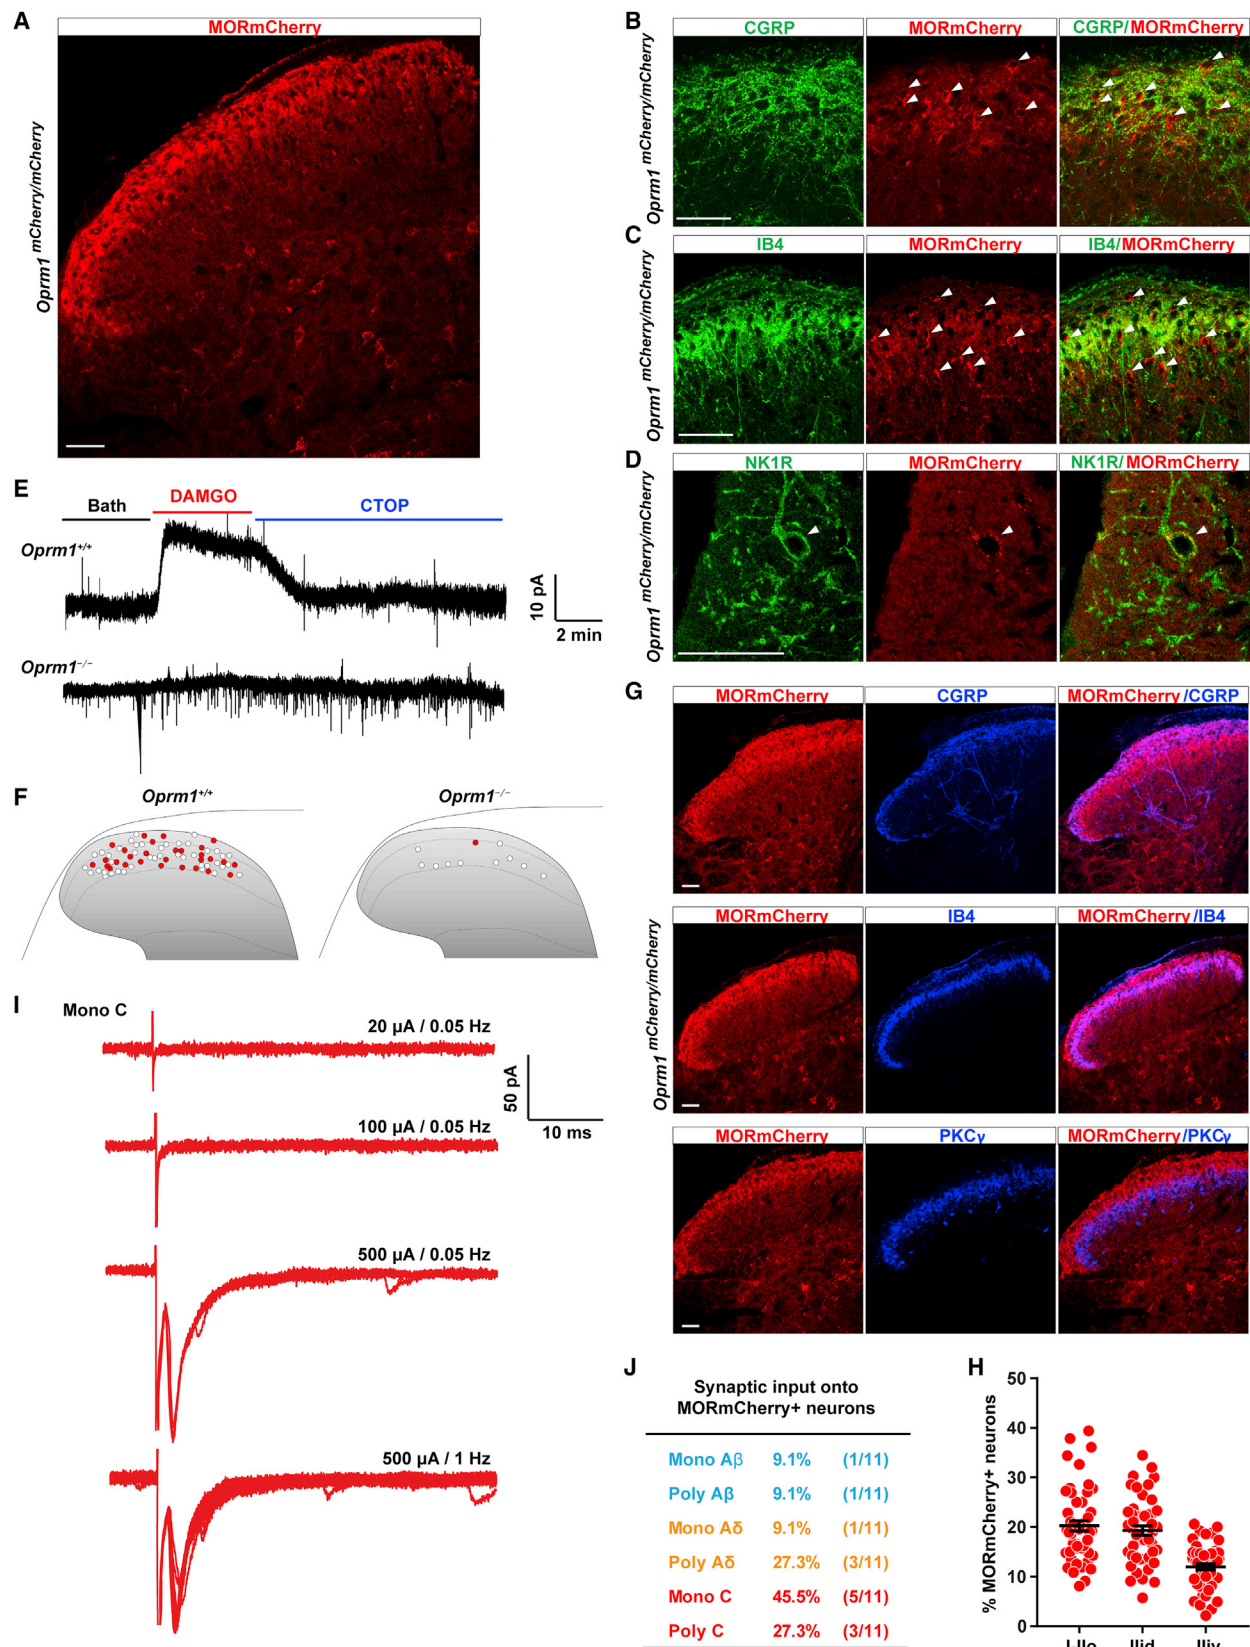 A
MORmCherry
Oprm1 mCherry/mCherry
B
CGRP
MORmCherry
CGRP/MORmCherry
Oprm1 mCherry/mCherry
C
IB4
MORmCherry
IB4/MORmCherry
Oprm1 mCherry/mCherry
D
NK1R
MORmCherry
NK1R/MORmCherry
Oprm1 mCherry/mCherry
E
Bath
DAMGO
CTOP
Oprm1+/+
10 pA
2 min
Oprm1−/−
F
Oprm1+/+
Oprm1−/−
G
MORmCherry
CGRP
MORmCherry/CGRP
MORmCherry
IB4
MORmCherry/IB4
Oprm1 mCherry/mCherry
MORmCherry
PKCγ
MORmCherry/PKCγ
I
Mono C
20 µA / 0.05 Hz
50 pA
10 ms
100 µA / 0.05 Hz
500 µA / 0.05 Hz
500 µA / 1 Hz
J
Synaptic input onto
MORmCherry+ neurons
Mono Aβ 9.1% (1/11)
Poly Aβ 9.1% (1/11)
Mono Aδ 9.1% (1/11)
Poly Aδ 27.3% (3/11)
Mono C 45.5% (5/11)
Poly C 27.3% (3/11)
H
% MORmCherry+ neurons
50
40
30
20
10
0
I-IIo
IIid
IIiv